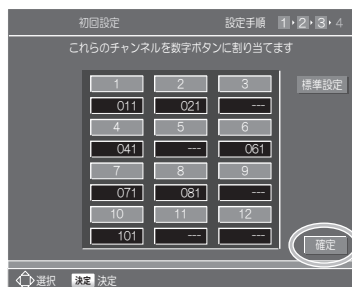 初回設定 設定手順 1・2・3・4
これらのチャンネルを数字ボタンに割り当てます
1 2 3 標準設定
011 021 ---
4 5 6
041 --- 061
7 8 9
071 081 ---
10 11 12
101 --- ---
確定
選択 決定 決定